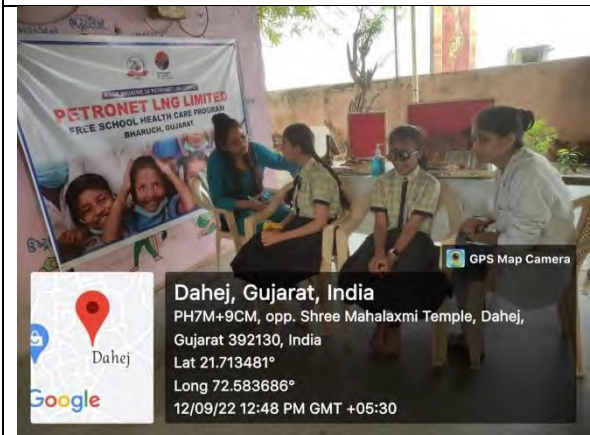 PETRONET LNG LIMITED
FREE SCHOOL HEALTH CARE PROGRAM
BHARUCH, GUJARAT
GPS Map Camera
Dahej, Gujarat, India
PH7M+9CM, opp. Shree Mahalaxmi Temple, Dahej,
Gujarat 392130, India
Lat 21.713481°
Long 72.583686°
12/09/22 12:48 PM GMT +05:30
Dahej
Google